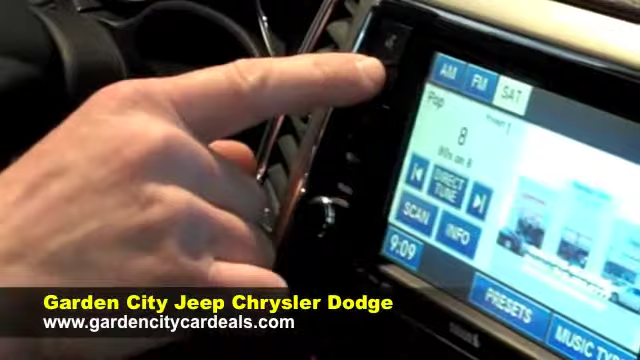 AM FM SAT
Pop
8
80s on 8
DIRECT TUNE
SCAN INFO
9:09
PRESETS
MUSIC
Garden City Jeep Chrysler Dodge
www.gardencitycardeals.com